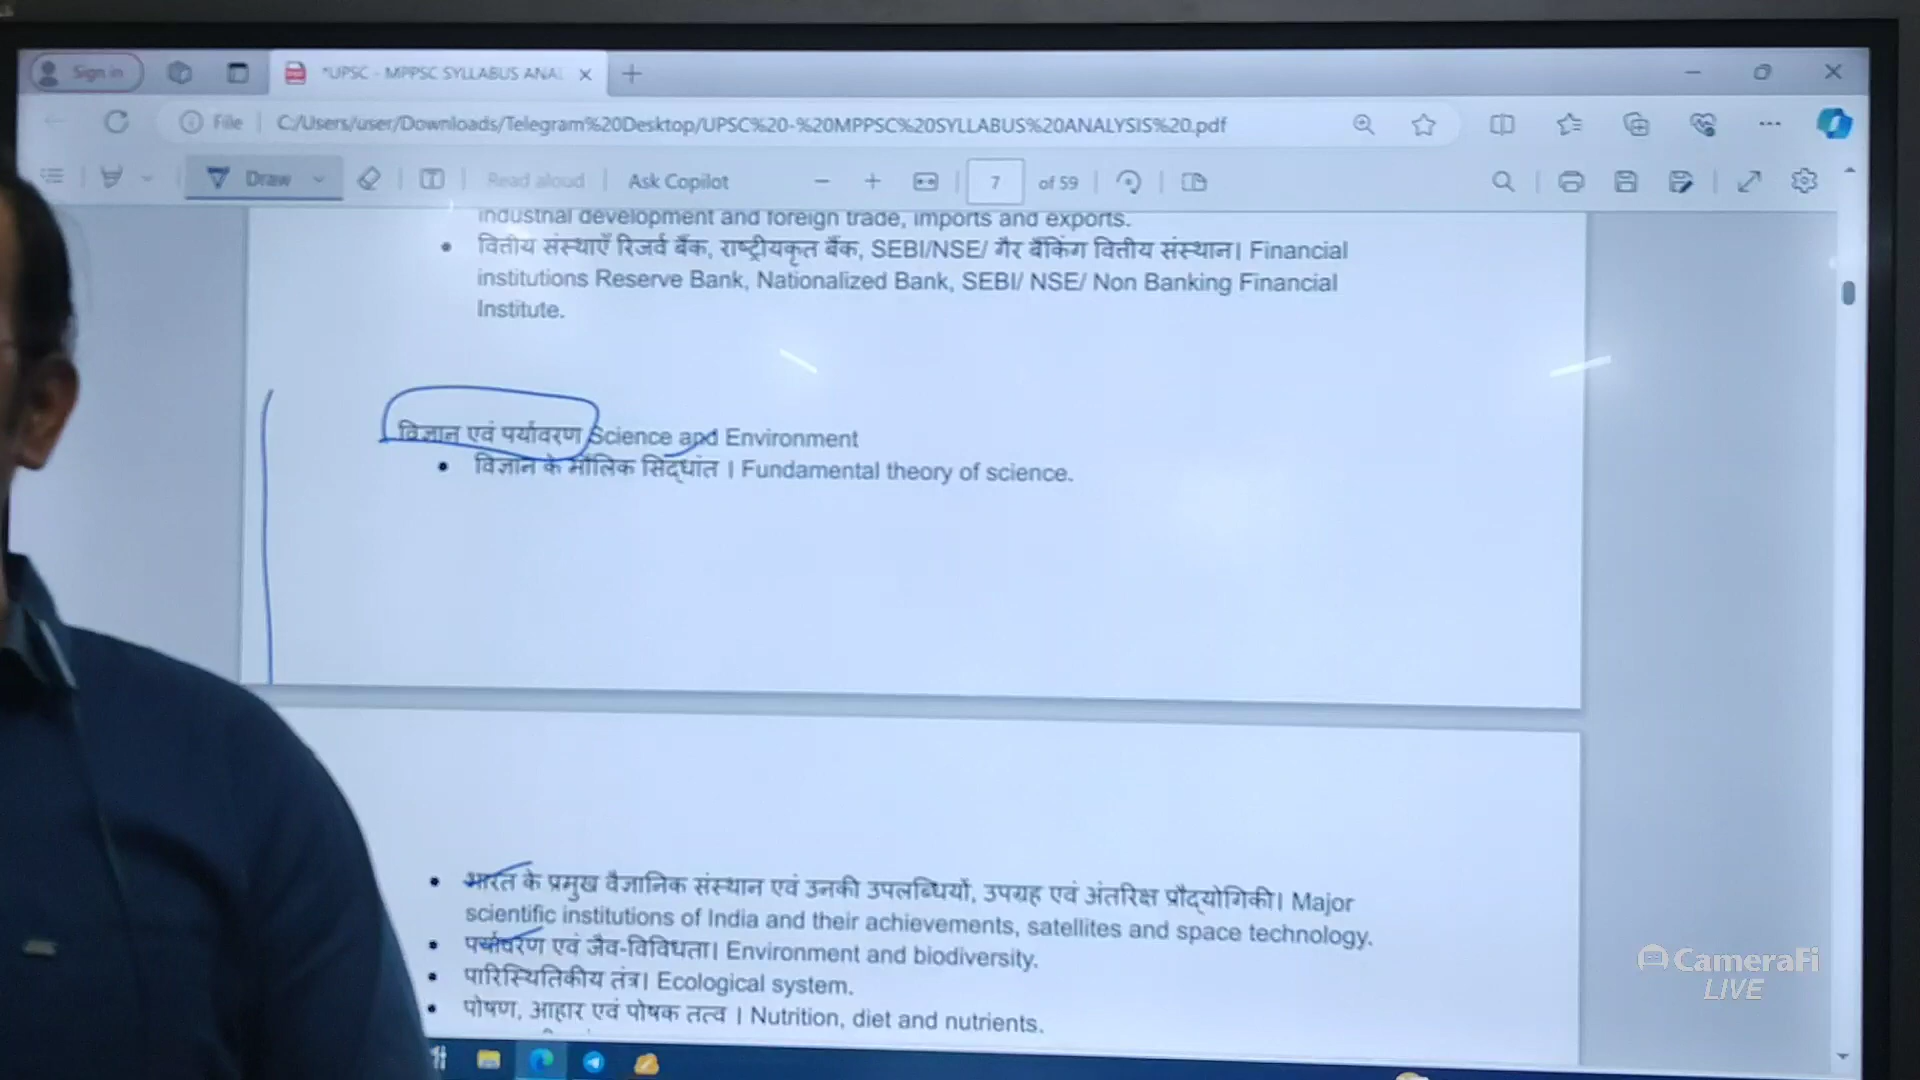 Sign in
*UPSC - MPPSC SYLLABUS ANAL
File
C:/Users/user/Downloads/Telegram%20Desktop/UPSC%20-%20MPPSC%20SYLLABUS%20ANALYSIS%20.pdf
Draw
Read aloud
Ask Copilot
7 of 59
industrial development and foreign trade, imports and exports.
• वित्तीय संस्थाएँ रिजर्व बैंक, राष्ट्रीयकृत बैंक, SEBI/NSE/ गैर बैंकिंग वित्तीय संस्थान। Financial
institutions Reserve Bank, Nationalized Bank, SEBI/ NSE/ Non Banking Financial
Institute.
विज्ञान एवं पर्यावरण Science and Environment
• विज्ञान के मौलिक सिद्धांत । Fundamental theory of science.
• भारत के प्रमुख वैज्ञानिक संस्थान एवं उनकी उपलब्धियों, उपग्रह एवं अंतरिक्ष प्रौद्योगिकी। Major
scientific institutions of India and their achievements, satellites and space technology.
• पर्यावरण एवं जैव-विविधता। Environment and biodiversity.
• पारिस्थितिकीय तंत्र। Ecological system.
• पोषण, आहार एवं पोषक तत्व । Nutrition, diet and nutrients.
CameraFi
LIVE